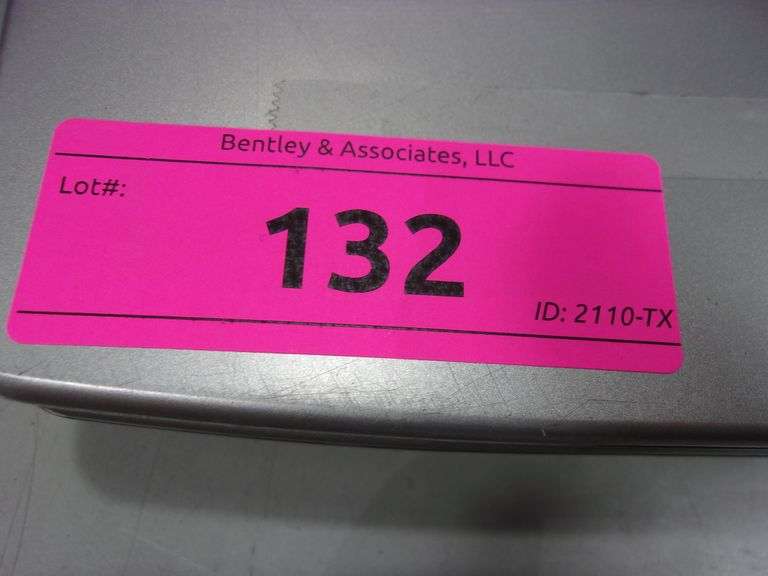 Bentley & Associates, LLC
Lot#:
132
ID: 2110-TX